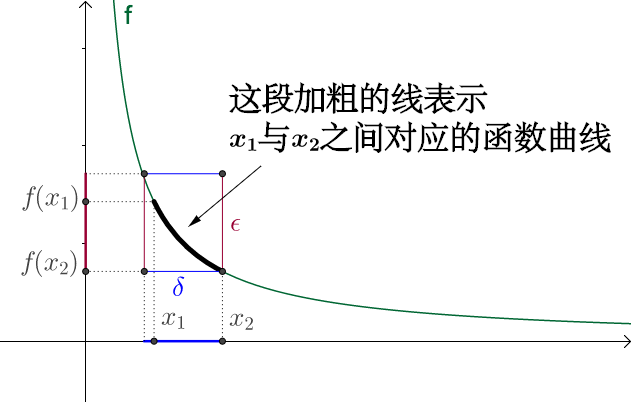 f
这段加粗的线表示
x₁与x₂之间对应的函数曲线
f(x₁)
ϵ
f(x₂)
δ
x₁
x₂